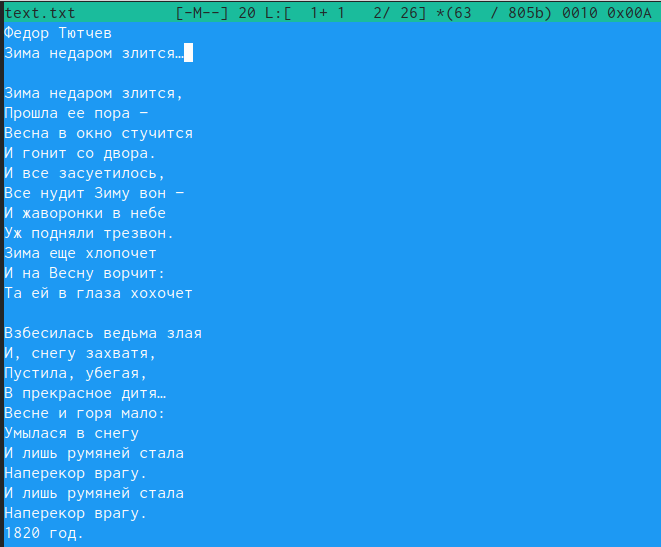 text.txt [-M--] 20 L:[ 1+ 1 2/ 26] *(63 / 805b) 0010 0x00A
Федор Тютчев
Зима недаром злится…
Зима недаром злится,
Прошла ее пора –
Весна в окно стучится
И гонит со двора.
И все засуетилось,
Все нудит Зиму вон –
И жаворонки в небе
Уж подняли трезвон.
Зима еще хлопочет
И на Весну ворчит:
Та ей в глаза хохочет
Взбесилась ведьма злая
И, снегу захватя,
Пустила, убегая,
В прекрасное дитя…
Весне и горя мало:
Умылася в снегу
И лишь румяней стала
Наперекор врагу.
И лишь румяней стала
Наперекор врагу.
1820 год.